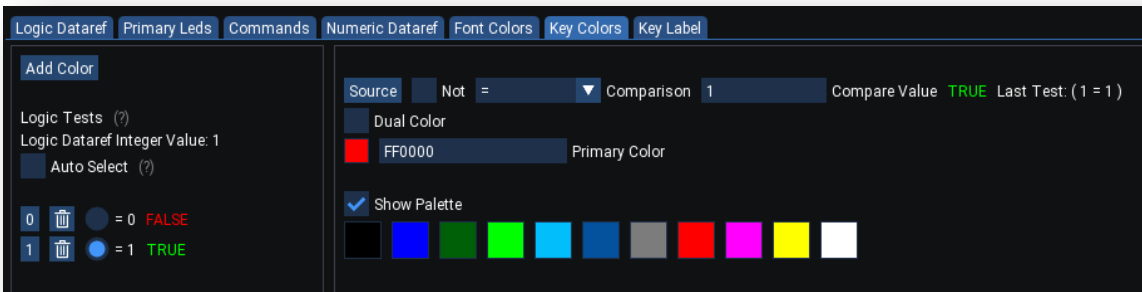 Logic Dataref Primary Leds Commands Numeric Dataref Font Colors Key Colors Key Label
Add Color
Logic Tests (?)
Logic Dataref Integer Value: 1
Auto Select (?)
0 = 0 FALSE
1 = 1 TRUE
Source Not = Comparison 1 Compare Value TRUE Last Test: ( 1 = 1 )
Dual Color
FF0000 Primary Color
Show Palette